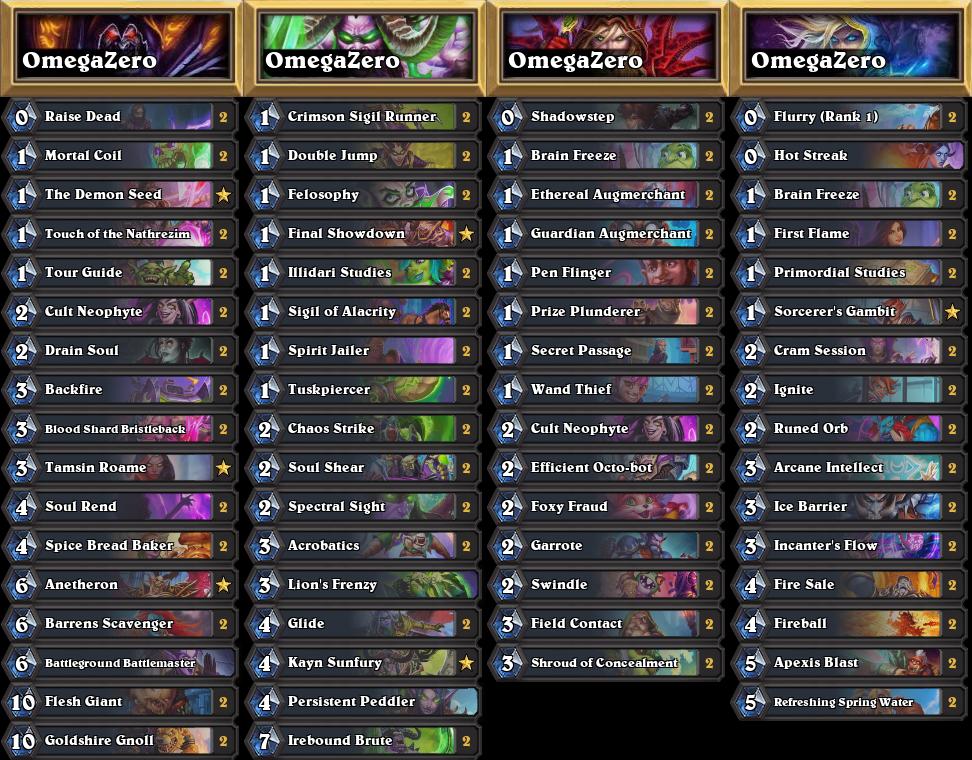 OmegaZero
0 Raise Dead 2
1 Mortal Coil 2
1 The Demon Seed
1 Touch of the Nathrezim 2
1 Tour Guide 2
2 Cult Neophyte 2
2 Drain Soul 2
3 Backfire 2
3 Blood Shard Bristleback 2
3 Tamsin Roame
4 Soul Rend 2
4 Spice Bread Baker 2
6 Anetheron
6 Barrens Scavenger 2
6 Battleground Battlemaster
10 Flesh Giant 2
10 Goldshire Gnoll 2
OmegaZero
1 Crimson Sigil Runner 2
1 Double Jump 2
1 Felosophy 2
1 Final Showdown
1 Illidari Studies 2
1 Sigil of Alacrity 2
1 Spirit Jailer 2
1 Tuskpiercer 2
2 Chaos Strike 2
2 Soul Shear 2
2 Spectral Sight 2
3 Acrobatics 2
3 Lion's Frenzy
4 Glide 2
4 Kayn Sunfury
4 Persistent Peddler
7 Irebound Brute 2
OmegaZero
0 Shadowstep 2
1 Brain Freeze 2
1 Ethereal Augmerchant 2
1 Guardian Augmerchant 2
1 Pen Flinger 2
1 Prize Plunderer 2
1 Secret Passage 2
1 Wand Thief 2
2 Cult Neophyte 2
2 Efficient Octo-bot 2
2 Foxy Fraud 2
2 Garrote 2
2 Swindle 2
3 Field Contact 2
3 Shroud of Concealment 2
OmegaZero
0 Flurry (Rank 1) 2
0 Hot Streak
1 Brain Freeze 2
1 First Flame 2
1 Primordial Studies 2
1 Sorcerer's Gambit
2 Cram Session 2
2 Ignite 2
2 Runed Orb 2
3 Arcane Intellect 2
3 Ice Barrier 2
3 Incanter's Flow 2
4 Fire Sale 2
4 Fireball 2
5 Apexis Blast 2
5 Refreshing Spring Water 2